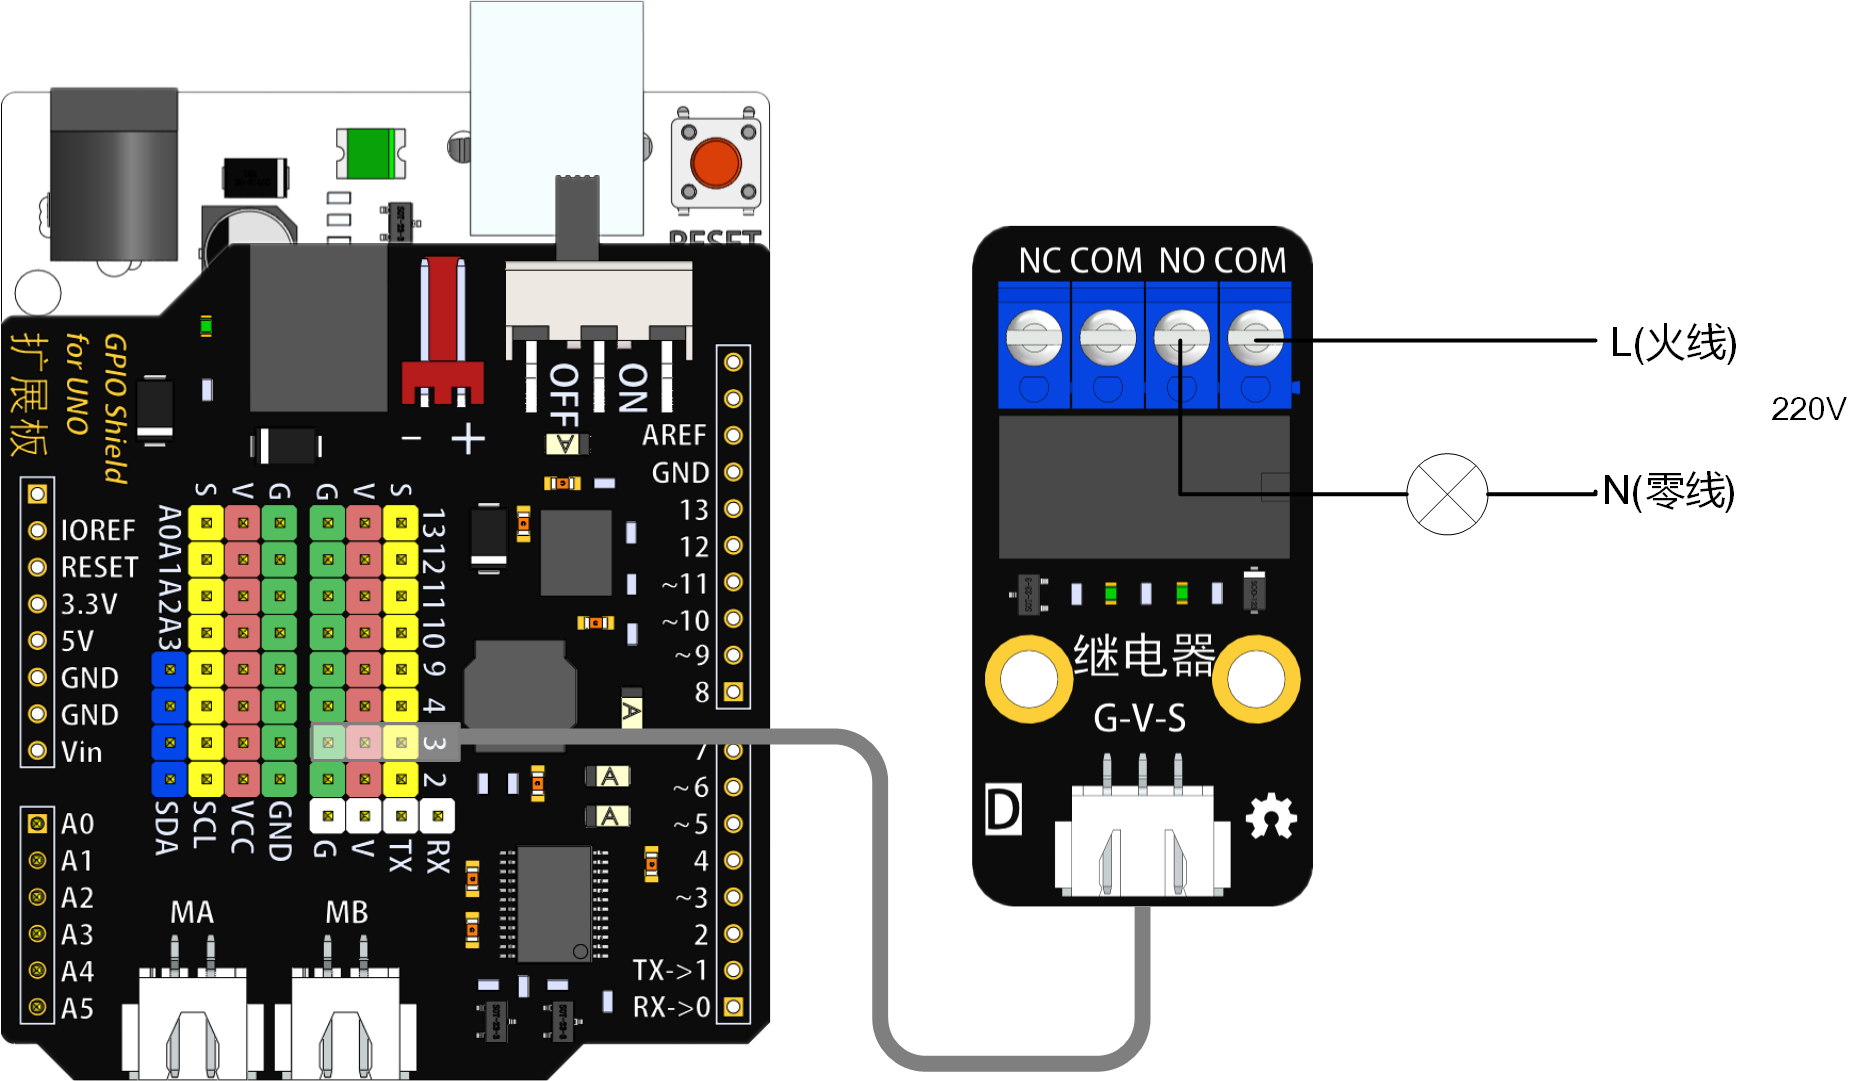 RESET
GPIO Shield
for UNO
扩展板
OFF
ON
- +
AREF
GND
13
12
~11
~10
~9
8
7
~6
~5
4
~3
2
TX->1
RX->0
IOREF
RESET
3.3V
5V
GND
GND
Vin
A0
A1
A2
A3
A4
A5
S V G G V S
A0 A1 A2 A3
13 12 11 10 9 4 3 2
SDA SCL VCC GND G V TX RX
MA MB
A
A
A
A
NC COM NO COM
继电器
G-V-S
D
L(火线)
220V
N(零线)